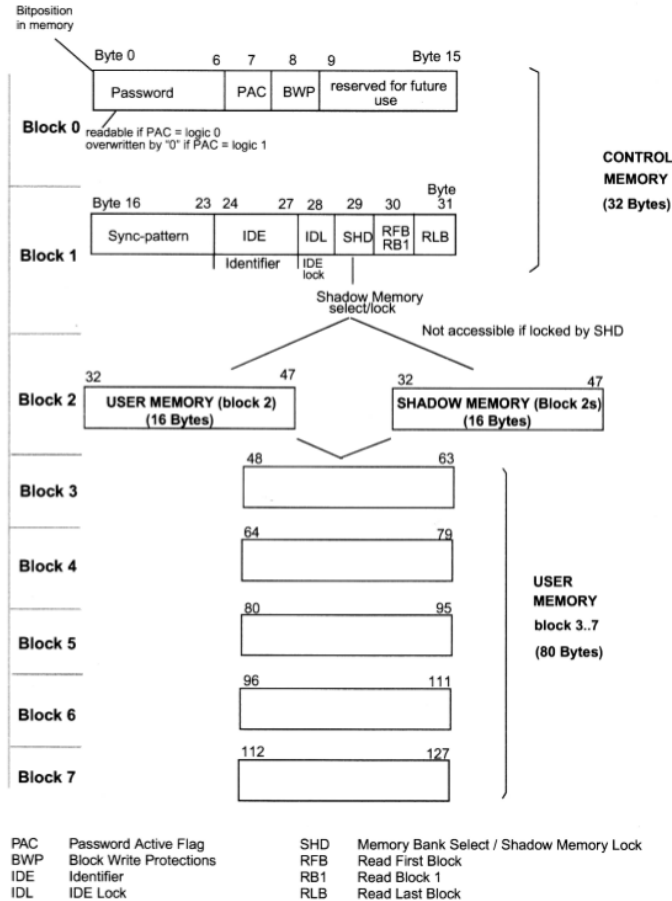 Bitposition
in memory
Byte 0 6 7 8 9 Byte 15
Password PAC BWP reserved for future
use
Block 0
readable if PAC = logic 0
overwritten by "0" if PAC = logic 1
CONTROL
MEMORY
(32 Bytes)
Byte
Byte 16 23 24 27 28 29 30 31
Sync-pattern IDE IDL SHD RFB
RB1 RLB
Block 1
Identifier IDE
lock
Shadow Memory
select/lock
Not accessible if locked by SHD
32 47 32 47
Block 2 USER MEMORY (block 2) SHADOW MEMORY (Block 2s)
(16 Bytes) (16 Bytes)
48 63
Block 3
64 79
Block 4
USER
MEMORY
block 3..7
(80 Bytes)
80 95
Block 5
96 111
Block 6
112 127
Block 7
PAC Password Active Flag SHD Memory Bank Select / Shadow Memory Lock
BWP Block Write Protections RFB Read First Block
IDE Identifier RB1 Read Block 1
IDL IDE Lock RLB Read Last Block